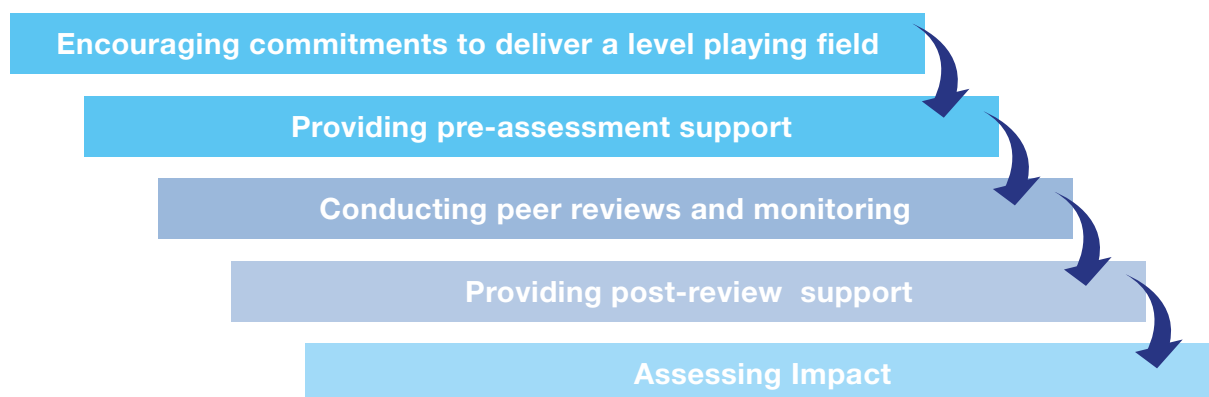 Encouraging commitments to deliver a level playing field
Providing pre-assessment support
Conducting peer reviews and monitoring
Providing post-review  support
Assessing Impact